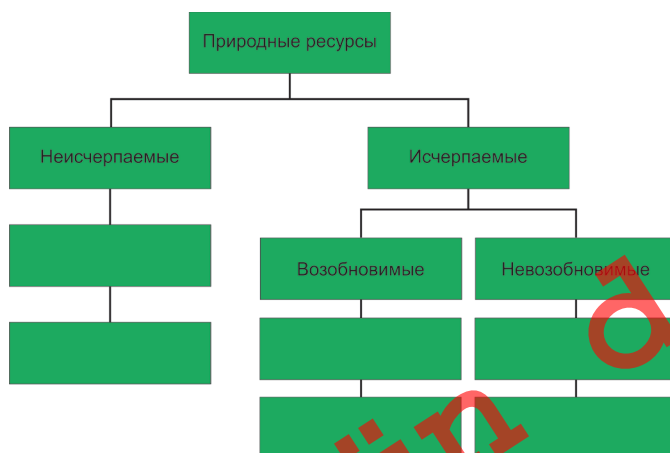 Природные ресурсы
Неисчерпаемые
Исчерпаемые
Возобновимые
Невозобновимые